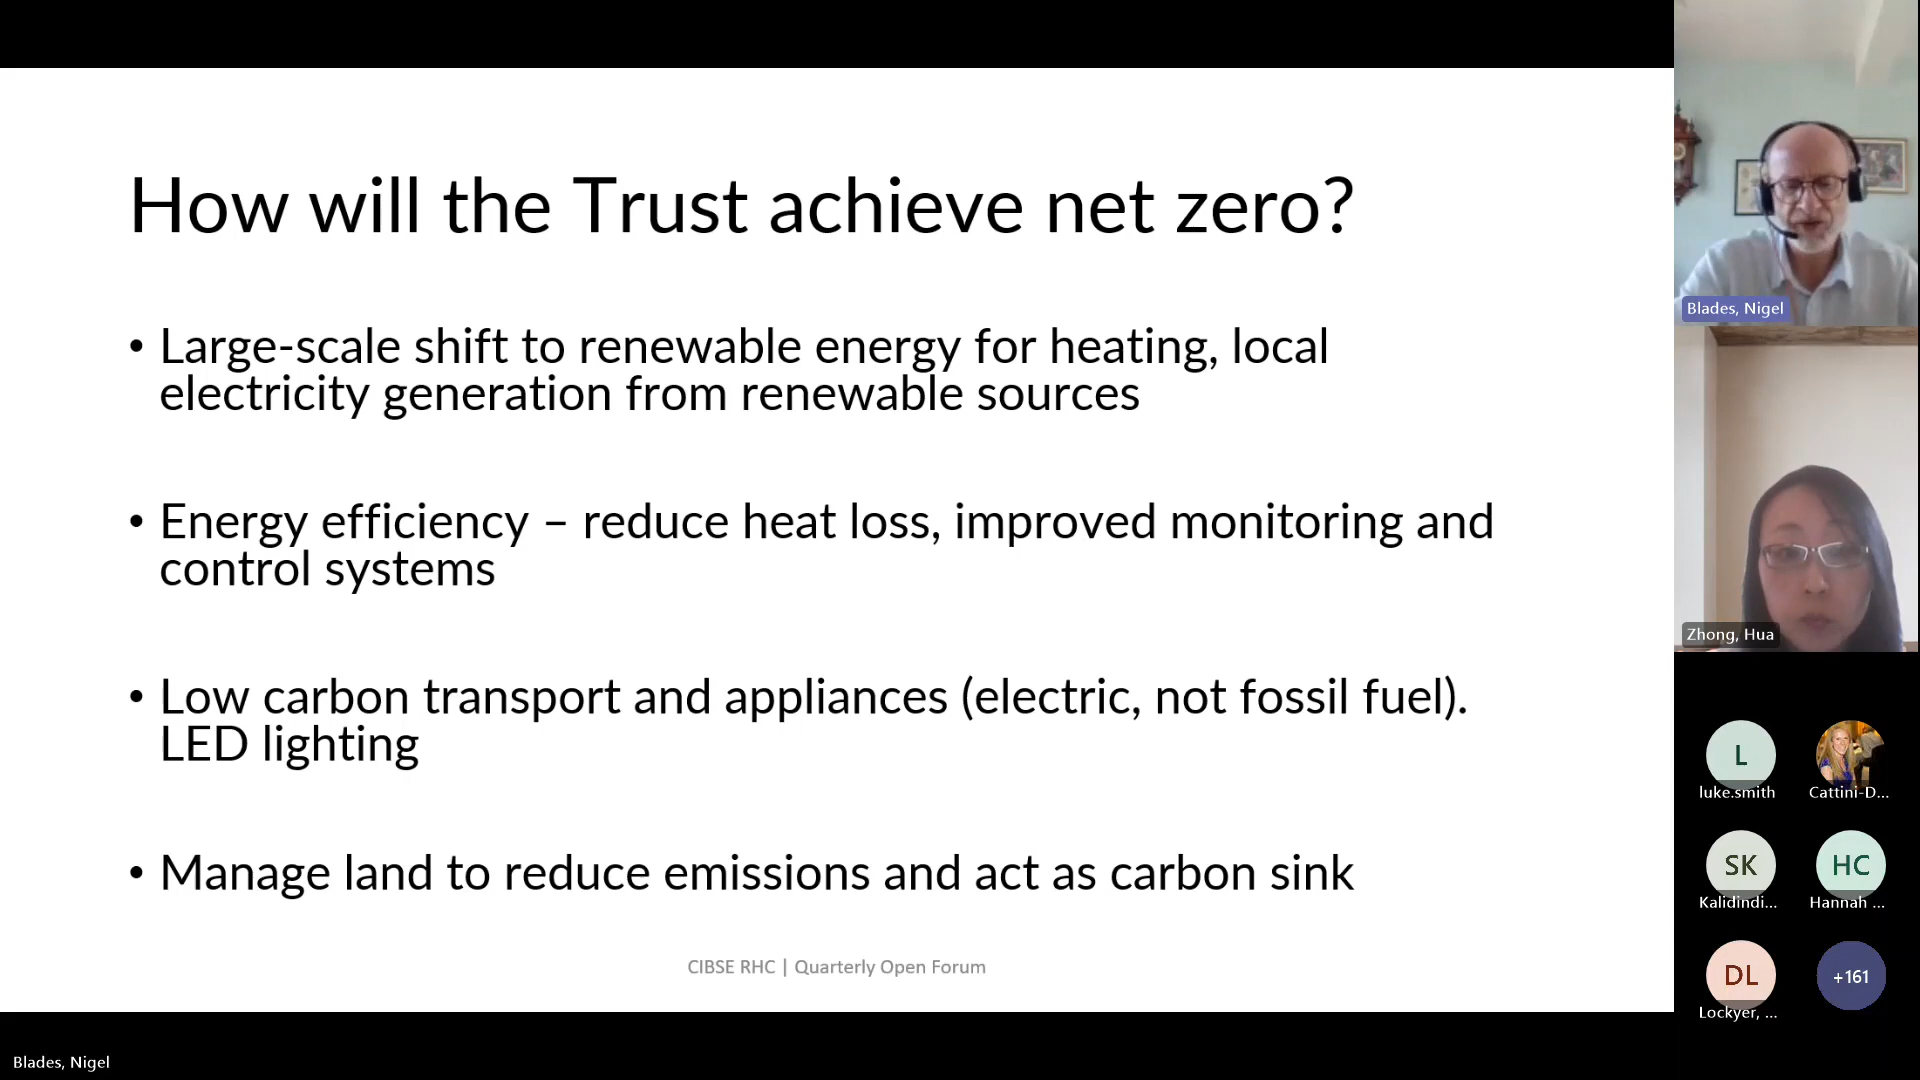 How will the Trust achieve net zero?
• Large-scale shift to renewable energy for heating, local
electricity generation from renewable sources
• Energy efficiency – reduce heat loss, improved monitoring and
control systems
• Low carbon transport and appliances (electric, not fossil fuel).
LED lighting
• Manage land to reduce emissions and act as carbon sink
CIBSE RHC | Quarterly Open Forum
Blades, Nigel
Zhong, Hua
L
luke.smith
Cattini-D...
SK
Kalidindi...
HC
Hannah ...
DL
Lockyer, ...
+161
Blades, Nigel